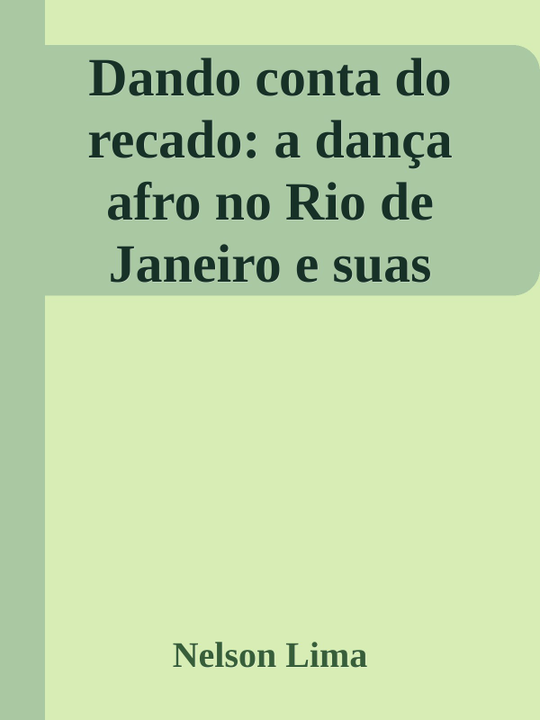 Dando conta do
recado: a dança
afro no Rio de
Janeiro e suas
Nelson Lima